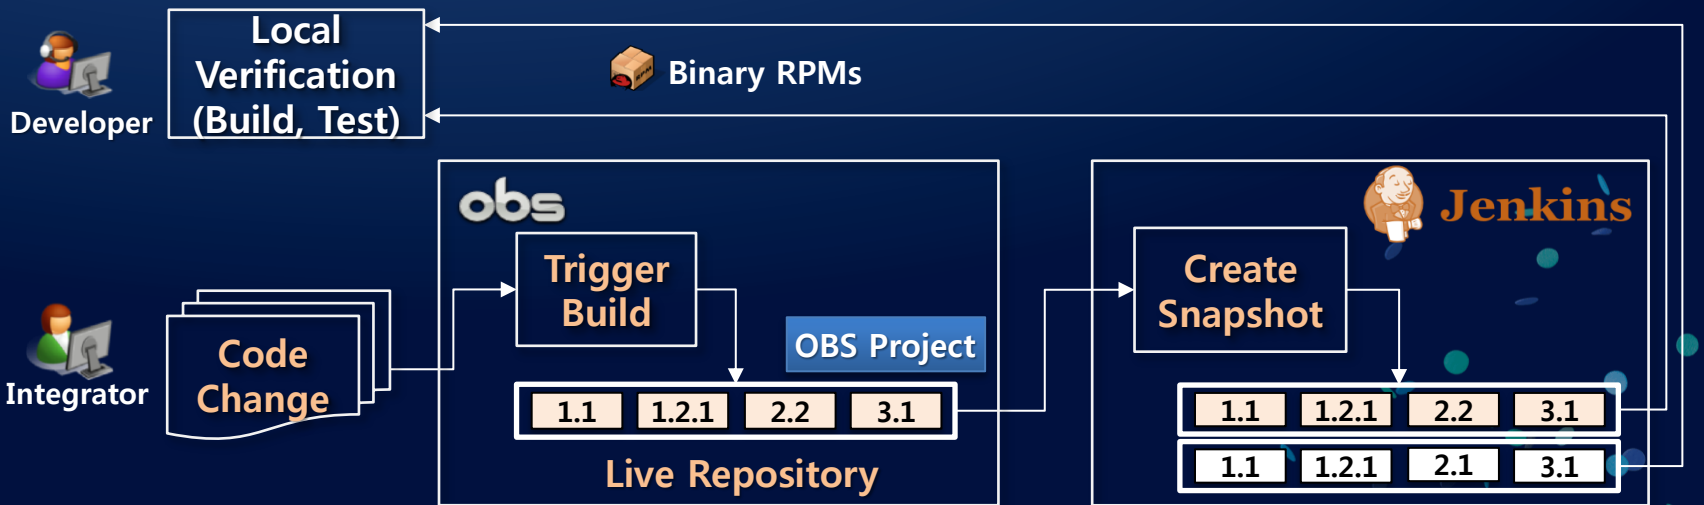 Local
Verification
(Build, Test)
Developer
RPM
Binary RPMs
obs
Jenkins
Trigger
Build
Create
Snapshot
OBS Project
Code
Change
Integrator
1.1 1.2.1 2.2 3.1
Live Repository
1.1 1.2.1 2.2 3.1
1.1 1.2.1 2.1 3.1